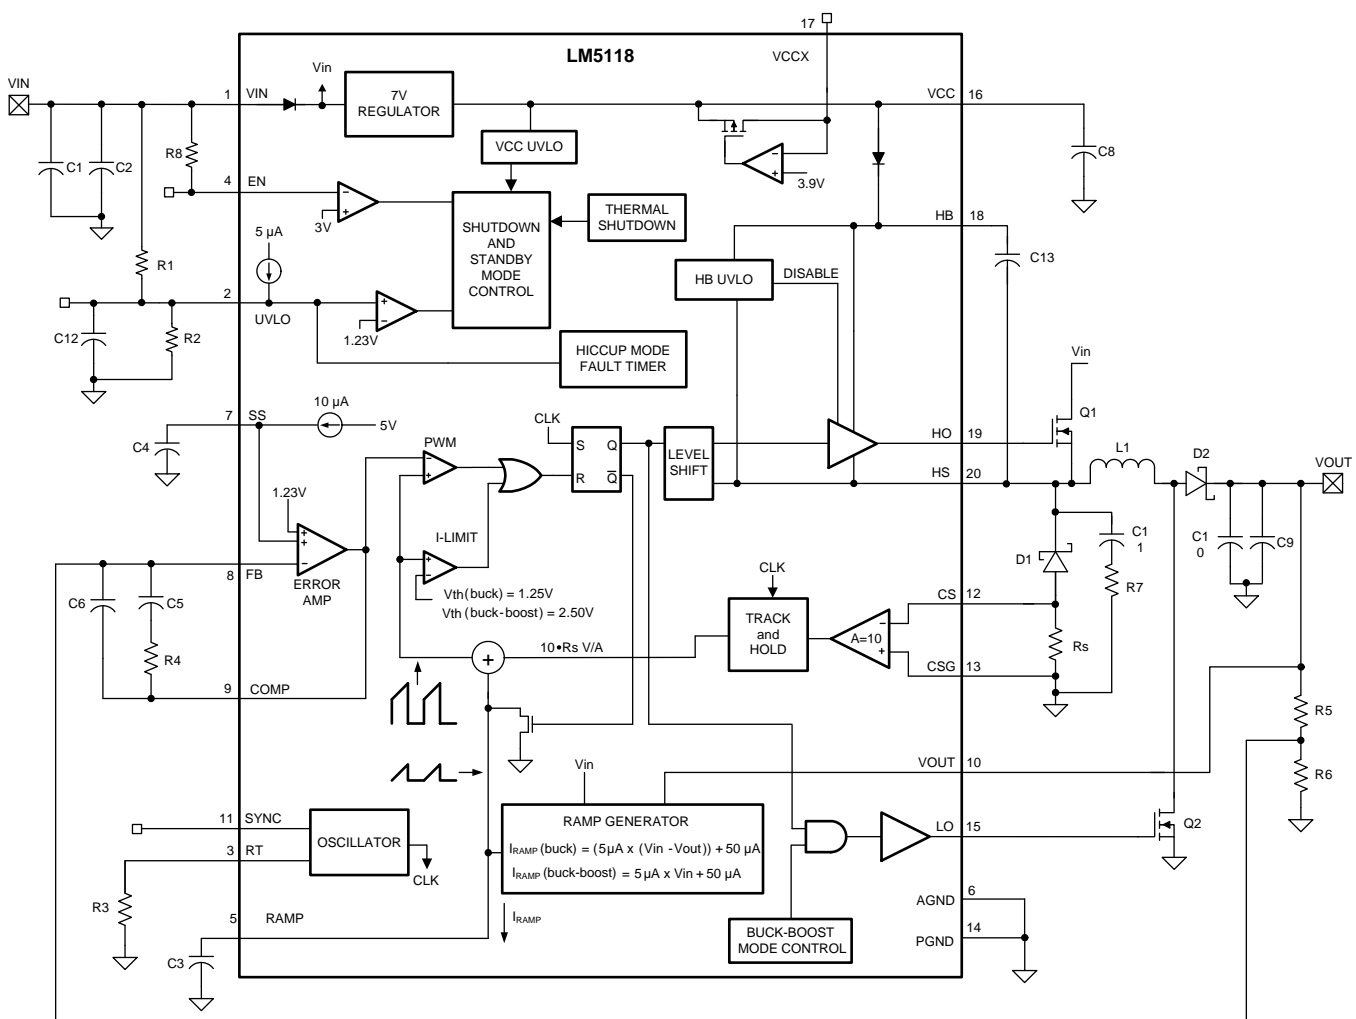 17
LM5118
VCCX
VIN
1
VIN
Vin
7V
REGULATOR
VCC
16
VCC UVLO
C1
C2
R8
3.9V
C8
4
EN
3V
SHUTDOWN
AND
STANDBY
MODE
CONTROL
THERMAL
SHUTDOWN
HB
18
5 µA
R1
HB UVLO
DISABLE
C13
2
UVLO
1.23V
C12
R2
HICCUP MODE
FAULT TIMER
Vin
Q1
7
SS
10 µA
5V
C4
PWM
CLK
S
Q
R
Q
LEVEL
SHIFT
HO
19
HS
20
L1
D2
VOUT
1.23V
I-LIMIT
ERROR
AMP
8
FB
Vth(buck) = 1.25V
Vth(buck-boost) = 2.50V
CLK
TRACK
and
HOLD
A=10
CS
12
CSG
13
D1
C1
1
R7
Rs
C1
0
C9
C6
C5
R4
10•Rs V/A
+
9
COMP
R5
R6
Vin
VOUT
10
RAMP GENERATOR
IRAMP (buck) = (5µA x (Vin -Vout)) + 50 µA
IRAMP (buck-boost) = 5µA x Vin + 50 µA
11
SYNC
OSCILLATOR
3
RT
CLK
R3
LO
15
Q2
5
RAMP
IRAMP
C3
BUCK-BOOST
MODE CONTROL
6
AGND
14
PGND